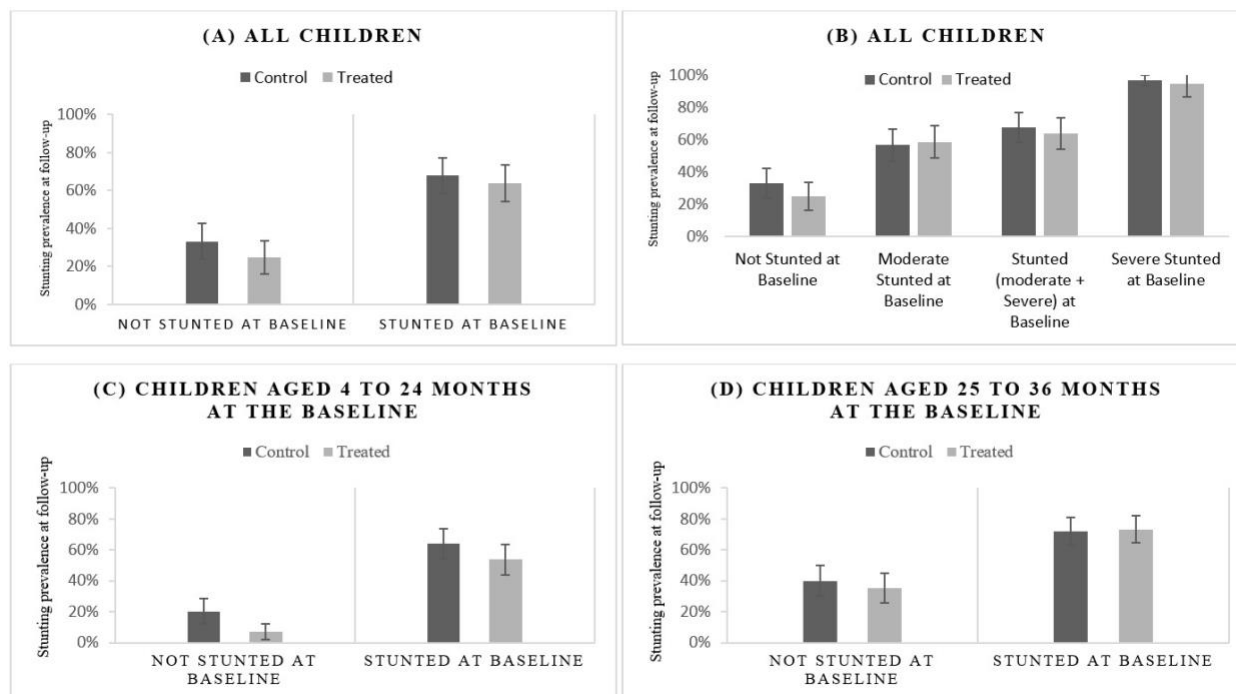 (A) ALL CHILDREN
Control Treated
Stunting prevalence at follow-up
100%
80%
60%
40%
20%
0%
NOT STUNTED AT BASELINE STUNTED AT BASELINE
(B) ALL CHILDREN
Control Treated
Stunting prevalence at follow-up
100%
80%
60%
40%
20%
0%
Not Stunted at
Baseline
Moderate
Stunted at
Baseline
Stunted
(moderate +
Severe) at
Baseline
Severe Stunted
at Baseline
(C) CHILDREN AGED 4 TO 24 MONTHS
AT THE BASELINE
Control Treated
Stunting prevalence at follow-up
100%
80%
60%
40%
20%
0%
NOT STUNTED AT
BASELINE
STUNTED AT BASELINE
(D) CHILDREN AGED 25 TO 36 MONTHS
AT THE BASELINE
Control Treated
Stunting prevalence at follow-up
100%
80%
60%
40%
20%
0%
NOT STUNTED AT
BASELINE
STUNTED AT BASELINE